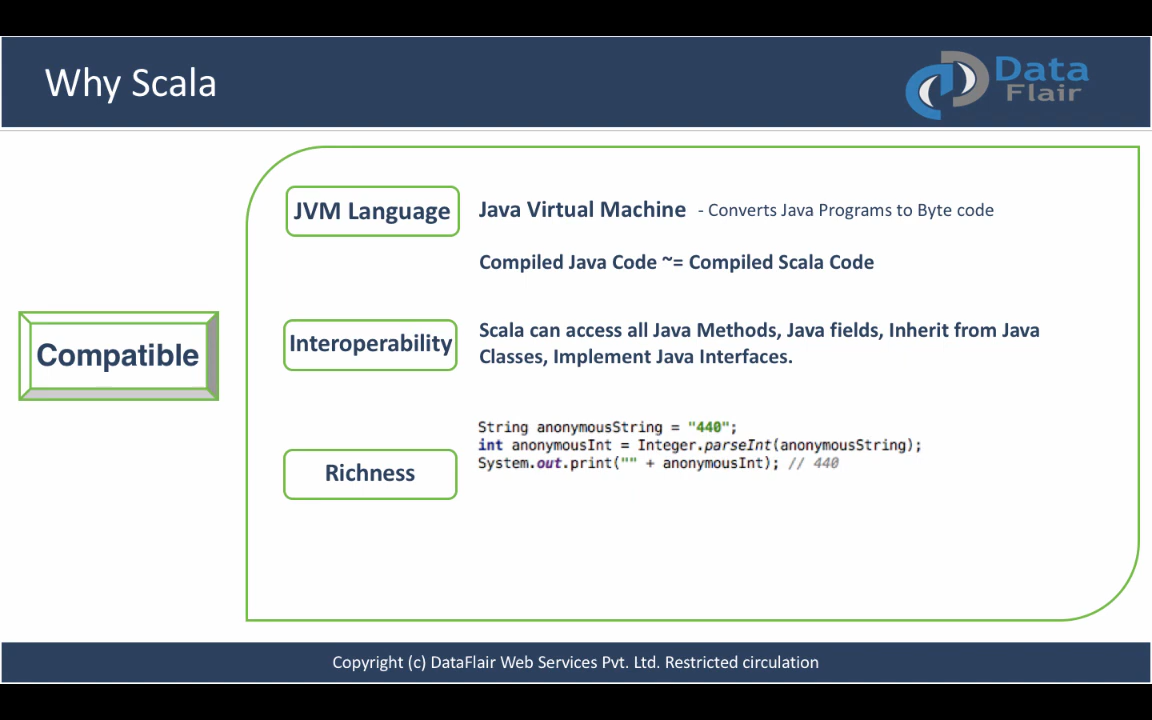 Why Scala
Data
Flair
JVM Language
Java Virtual Machine - Converts Java Programs to Byte code
Compiled Java Code ~= Compiled Scala Code
Compatible
Interoperability
Scala can access all Java Methods, Java fields, Inherit from Java
Classes, Implement Java Interfaces.
Richness
String anonymousString = "440";
int anonymousInt = Integer.parseInt(anonymousString);
System.out.print("" + anonymousInt); // 440
Copyright (c) DataFlair Web Services Pvt. Ltd. Restricted circulation